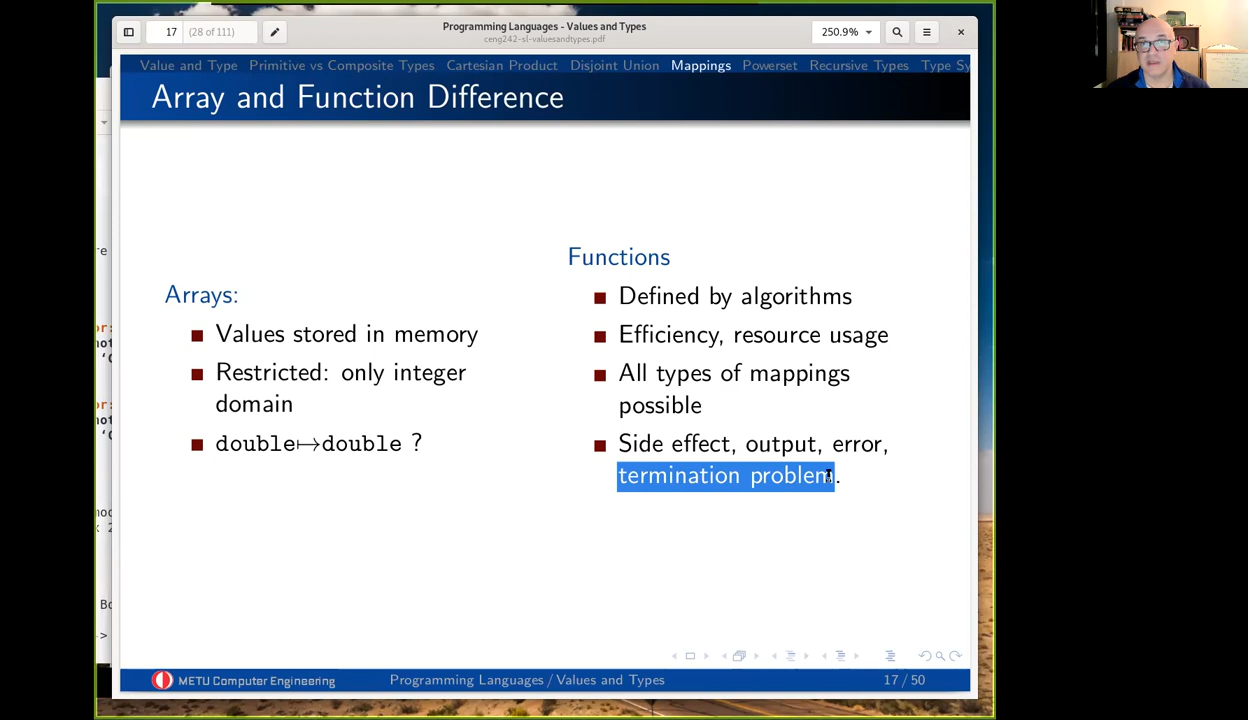 17
(28 of 111)
Programming Languages - Values and Types
ceng242-sl-valuesandtypes.pdf
250.9%
Value and Type Primitive vs Composite Types Cartesian Product Disjoint Union Mappings Powerset Recursive Types Type Sy
Array and Function Difference
Arrays:
Values stored in memory
Restricted: only integer
domain
double↦double ?
Functions
Defined by algorithms
Efficiency, resource usage
All types of mappings
possible
Side effect, output, error,
termination problem.
METU Computer Engineering
Programming Languages / Values and Types
17 / 50